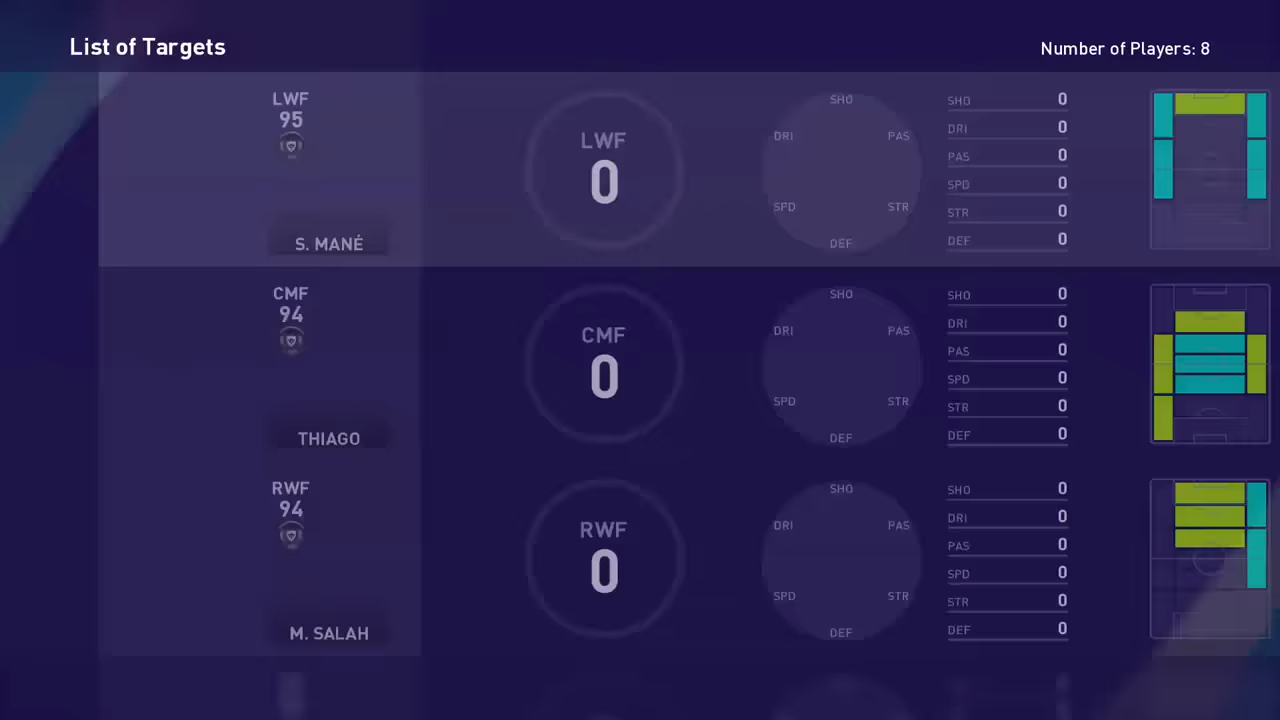 List of Targets
Number of Players: 8
LWF
95
S. MANÉ
LWF
0
SHO
DRI
PAS
SPD
STR
DEF
SHO 0
DRI 0
PAS 0
SPD 0
STR 0
DEF 0
CMF
94
THIAGO
CMF
0
SHO
DRI
PAS
SPD
STR
DEF
SHO 0
DRI 0
PAS 0
SPD 0
STR 0
DEF 0
RWF
94
M. SALAH
RWF
0
SHO
DRI
PAS
SPD
STR
DEF
SHO 0
DRI 0
PAS 0
SPD 0
STR 0
DEF 0